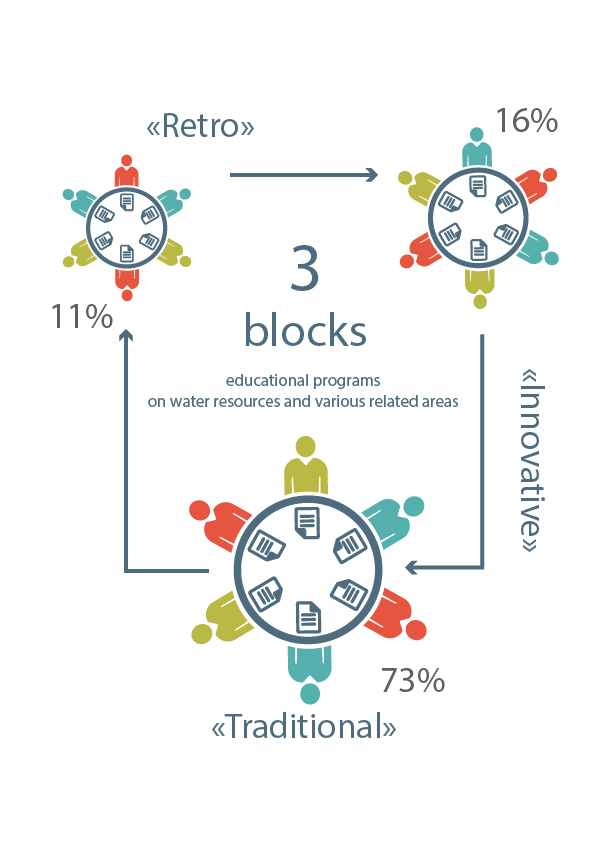 «Retro»
16%
11%
3
blocks
educational programs
on water resources and various related areas
«Innovative»
73%
«Traditional»